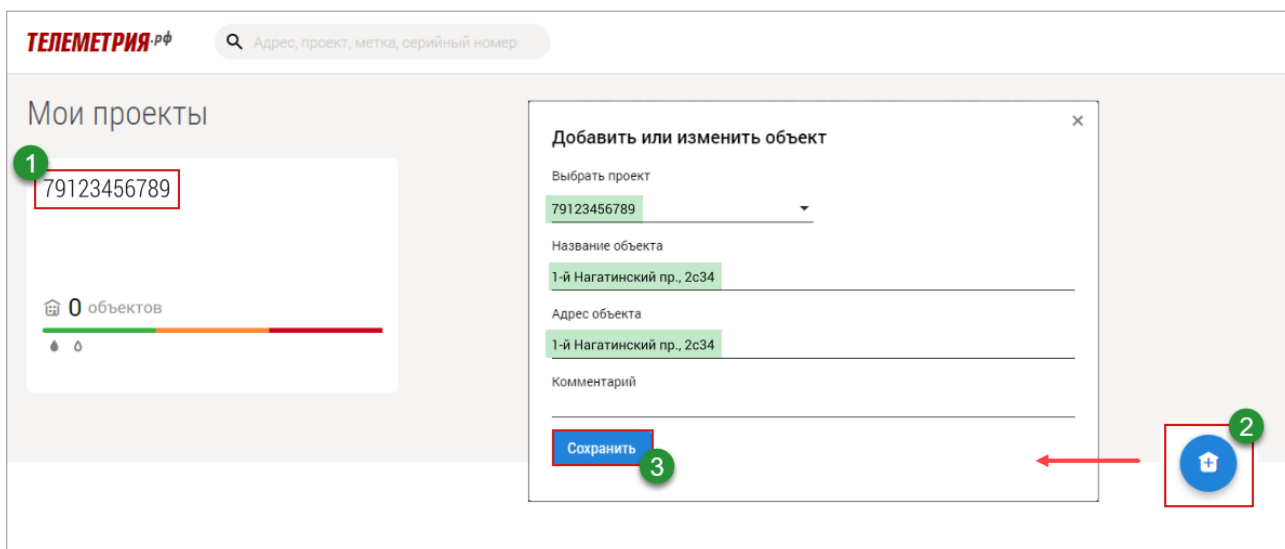 ТЕЛЕМЕТРИЯ.РФ
Адрес, проект, метка, серийный номер
Мои проекты
1
79123456789
0 объектов
Добавить или изменить объект
Выбрать проект
79123456789
Название объекта
1-й Нагатинский пр., 2с34
Адрес объекта
1-й Нагатинский пр., 2с34
Комментарий
Сохранить
3
2